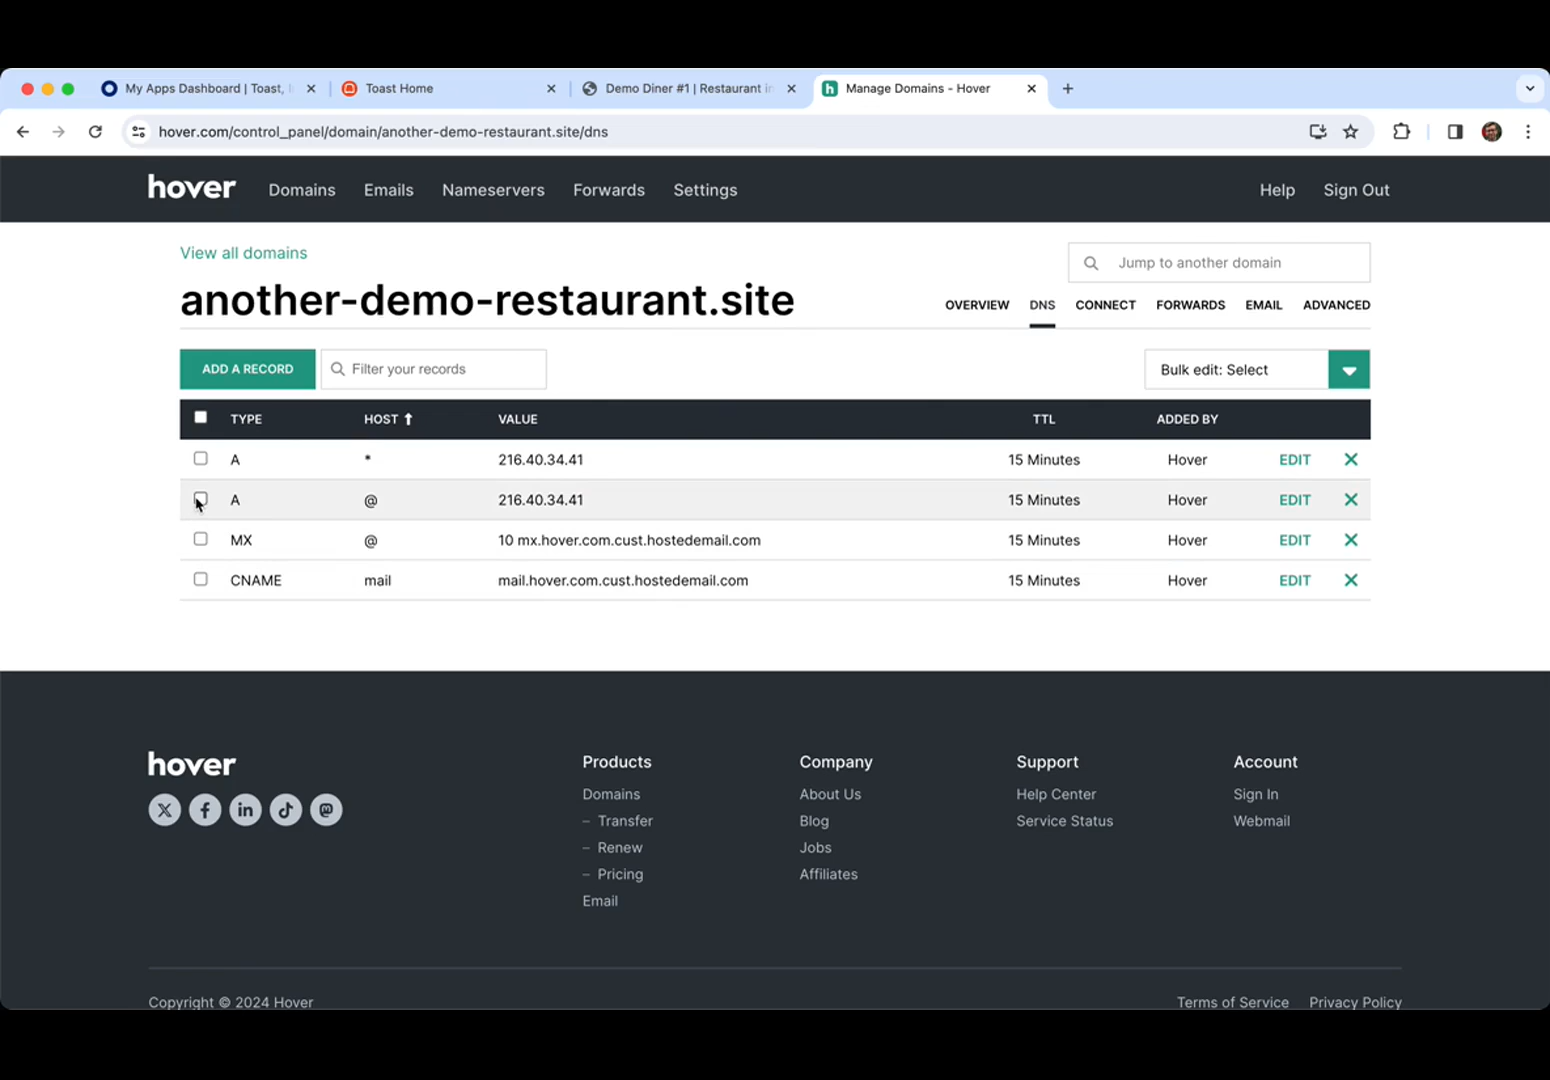 My Apps Dashboard | Toast,
Toast Home
Demo Diner #1 | Restaurant in
Manage Domains - Hover
hover.com/control_panel/domain/another-demo-restaurant.site/dns
hover Domains Emails Nameservers Forwards Settings Help Sign Out
View all domains
Jump to another domain
another-demo-restaurant.site
OVERVIEW DNS CONNECT FORWARDS EMAIL ADVANCED
ADD A RECORD Filter your records Bulk edit: Select
TYPE HOST ↑ VALUE TTL ADDED BY
A * 216.40.34.41 15 Minutes Hover EDIT
A @ 216.40.34.41 15 Minutes Hover EDIT
MX @ 10 mx.hover.com.cust.hostedemail.com 15 Minutes Hover EDIT
CNAME mail mail.hover.com.cust.hostedemail.com 15 Minutes Hover EDIT
hover
Products
Domains
– Transfer
– Renew
– Pricing
Email
Company
About Us
Blog
Jobs
Affiliates
Support
Help Center
Service Status
Account
Sign In
Webmail
Copyright © 2024 Hover
Terms of Service Privacy Policy